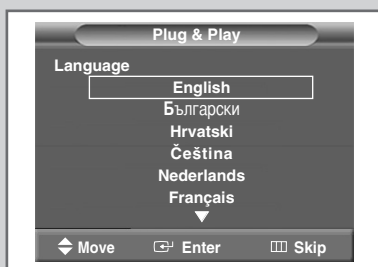 Plug & Play
Language
English
Български
Hrvatski
Čeština
Nederlands
Français
Move Enter Skip